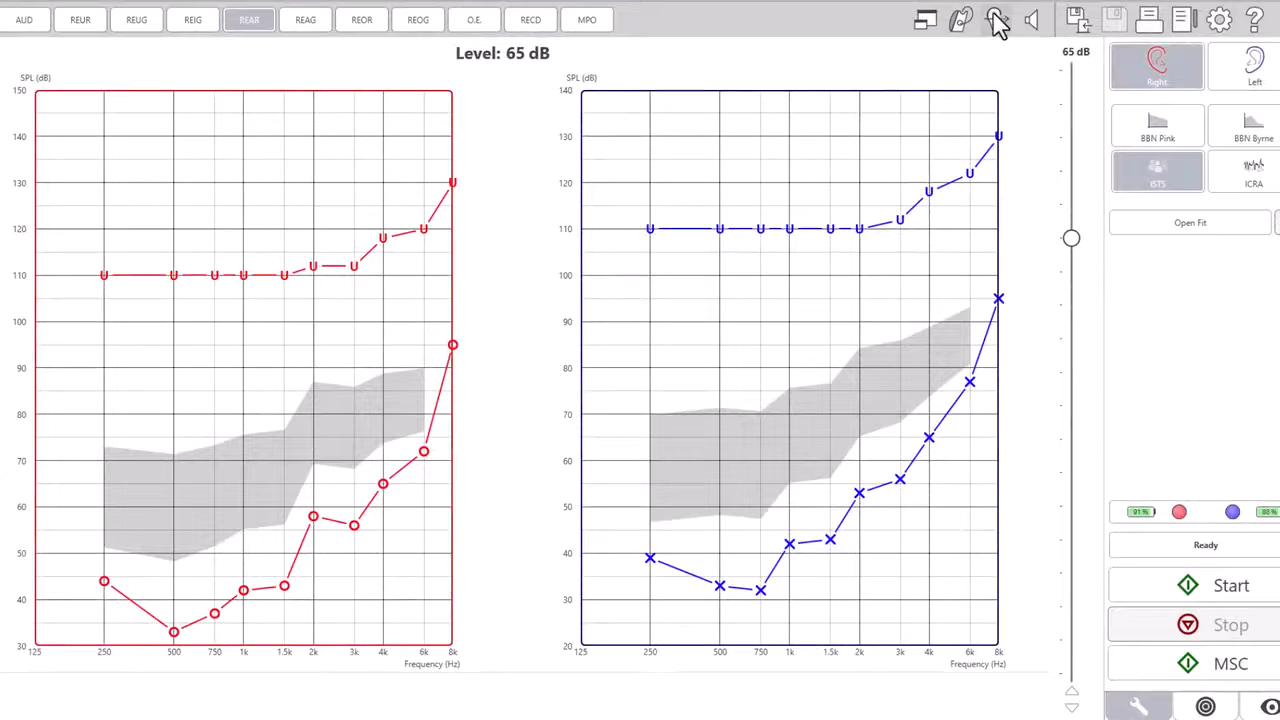 AUD REUR REUG REIG REAR REAG REOR REOG O.E. RECD MPO
Level: 65 dB
65 dB
SPL (dB)
150
140
130
120
110
100
90
80
70
60
50
40
30
125 250 500 750 1k 1.5k 2k 3k 4k 6k 8k
Frequency (Hz)
SPL (dB)
140
130
120
110
100
90
80
70
60
50
40
30
20
125 250 500 750 1k 1.5k 2k 3k 4k 6k 8k
Frequency (Hz)
Right Left
BBN Pink BBN Byrne
ISTS ICRA
Open Fit
91 % 88 %
Ready
Start
Stop
MSC